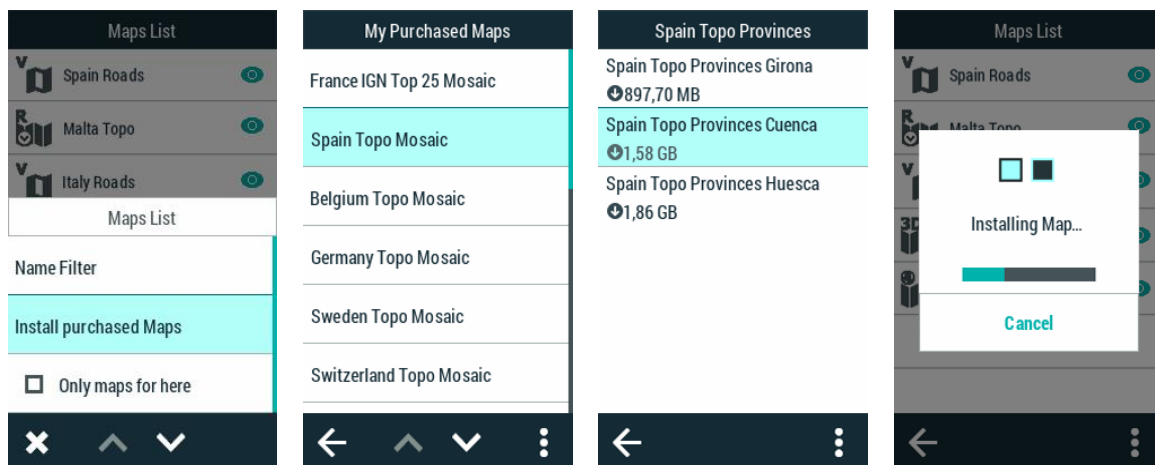 Maps List
V
Spain Roads
R
Malta Topo
V
Italy Roads
Maps List
Name Filter
Install purchased Maps
Only maps for here
My Purchased Maps
France IGN Top 25 Mosaic
Spain Topo Mosaic
Belgium Topo Mosaic
Germany Topo Mosaic
Sweden Topo Mosaic
Switzerland Topo Mosaic
Spain Topo Provinces
Spain Topo Provinces Girona
897,70 MB
Spain Topo Provinces Cuenca
1,58 GB
Spain Topo Provinces Huesca
1,86 GB
Maps List
V
Spain Roads
R
Malta Topo
V
3D
Installing Map...
Cancel